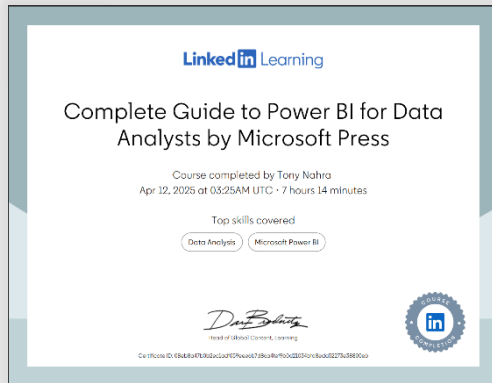 Linked in Learning
Complete Guide to Power BI for Data
Analysts by Microsoft Press
Course completed by Tony Nahra
Apr 12, 2025 at 03:25AM UTC • 7 hours 14 minutes
Top skills covered
Data Analysis
Microsoft Power BI
Head of Global Content, Learning
Certificate ID:
COURSE
in
COMPLETION